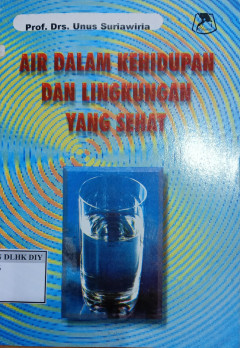 Prof. Drs. Unus Suriawiria
AIR DALAM KEHIDUPAN
DAN LINGKUNGAN
YANG SEHAT
DLHK DIY